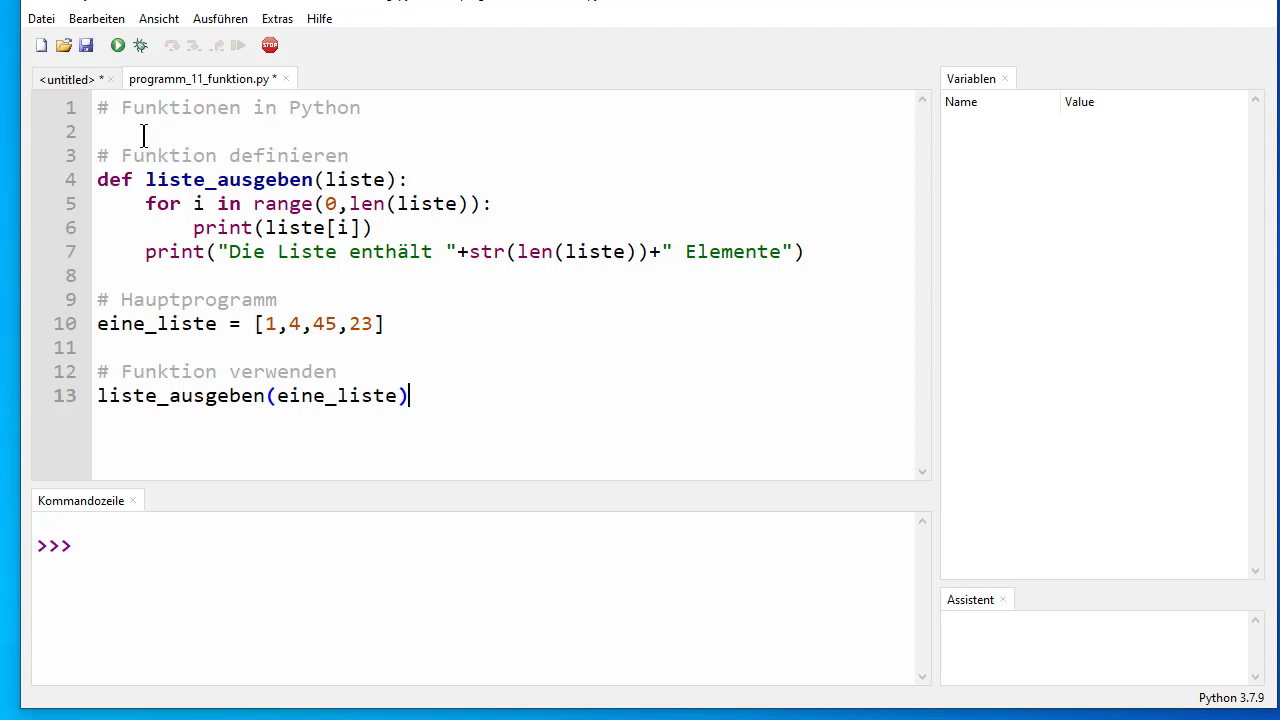 Datei Bearbeiten Ansicht Ausführen Extras Hilfe
STOP
<untitled> * × programm_11_funktion.py * ×
1 # Funktionen in Python
2
3 # Funktion definieren
4 def liste_ausgeben(liste):
5     for i in range(0,len(liste)):
6         print(liste[i])
7     print("Die Liste enthält "+str(len(liste))+" Elemente")
8
9 # Hauptprogramm
10 eine_liste = [1,4,45,23]
11
12 # Funktion verwenden
13 liste_ausgeben(eine_liste)
Kommandozeile ×
>>>
Variablen ×
Name Value
Assistent ×
Python 3.7.9